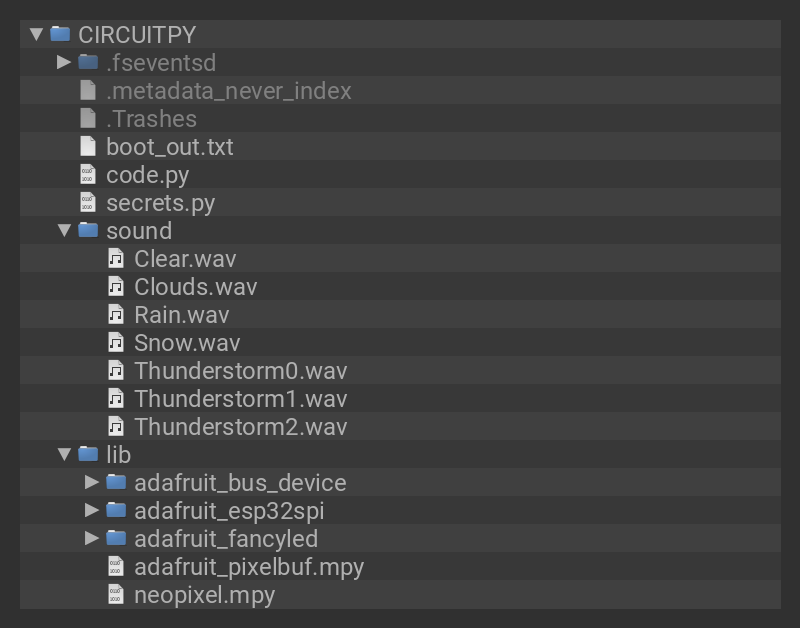 CIRCUITPY
.fseventsd
.metadata_never_index
.Trashes
boot_out.txt
code.py
secrets.py
sound
Clear.wav
Clouds.wav
Rain.wav
Snow.wav
Thunderstorm0.wav
Thunderstorm1.wav
Thunderstorm2.wav
lib
adafruit_bus_device
adafruit_esp32spi
adafruit_fancyled
adafruit_pixelbuf.mpy
neopixel.mpy